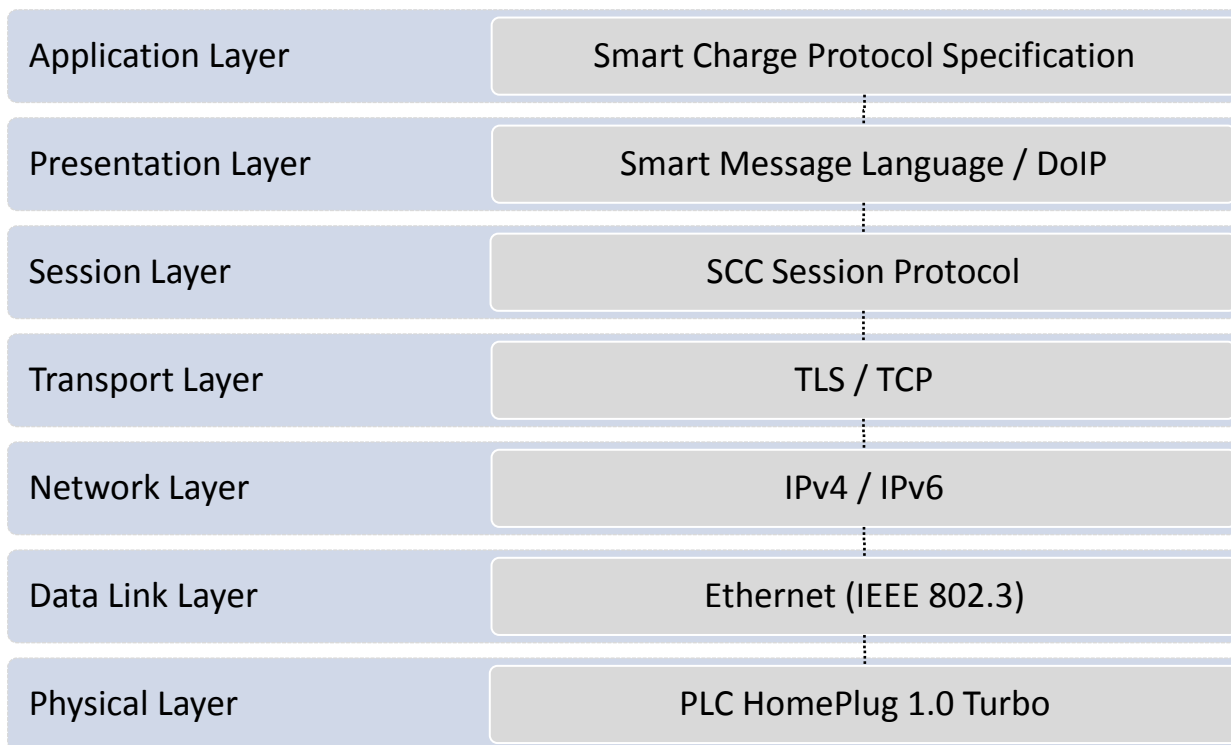 Application Layer
Smart Charge Protocol Specification
Presentation Layer
Smart Message Language / DoIP
Session Layer
SCC Session Protocol
Transport Layer
TLS / TCP
Network Layer
IPv4 / IPv6
Data Link Layer
Ethernet (IEEE 802.3)
Physical Layer
PLC HomePlug 1.0 Turbo